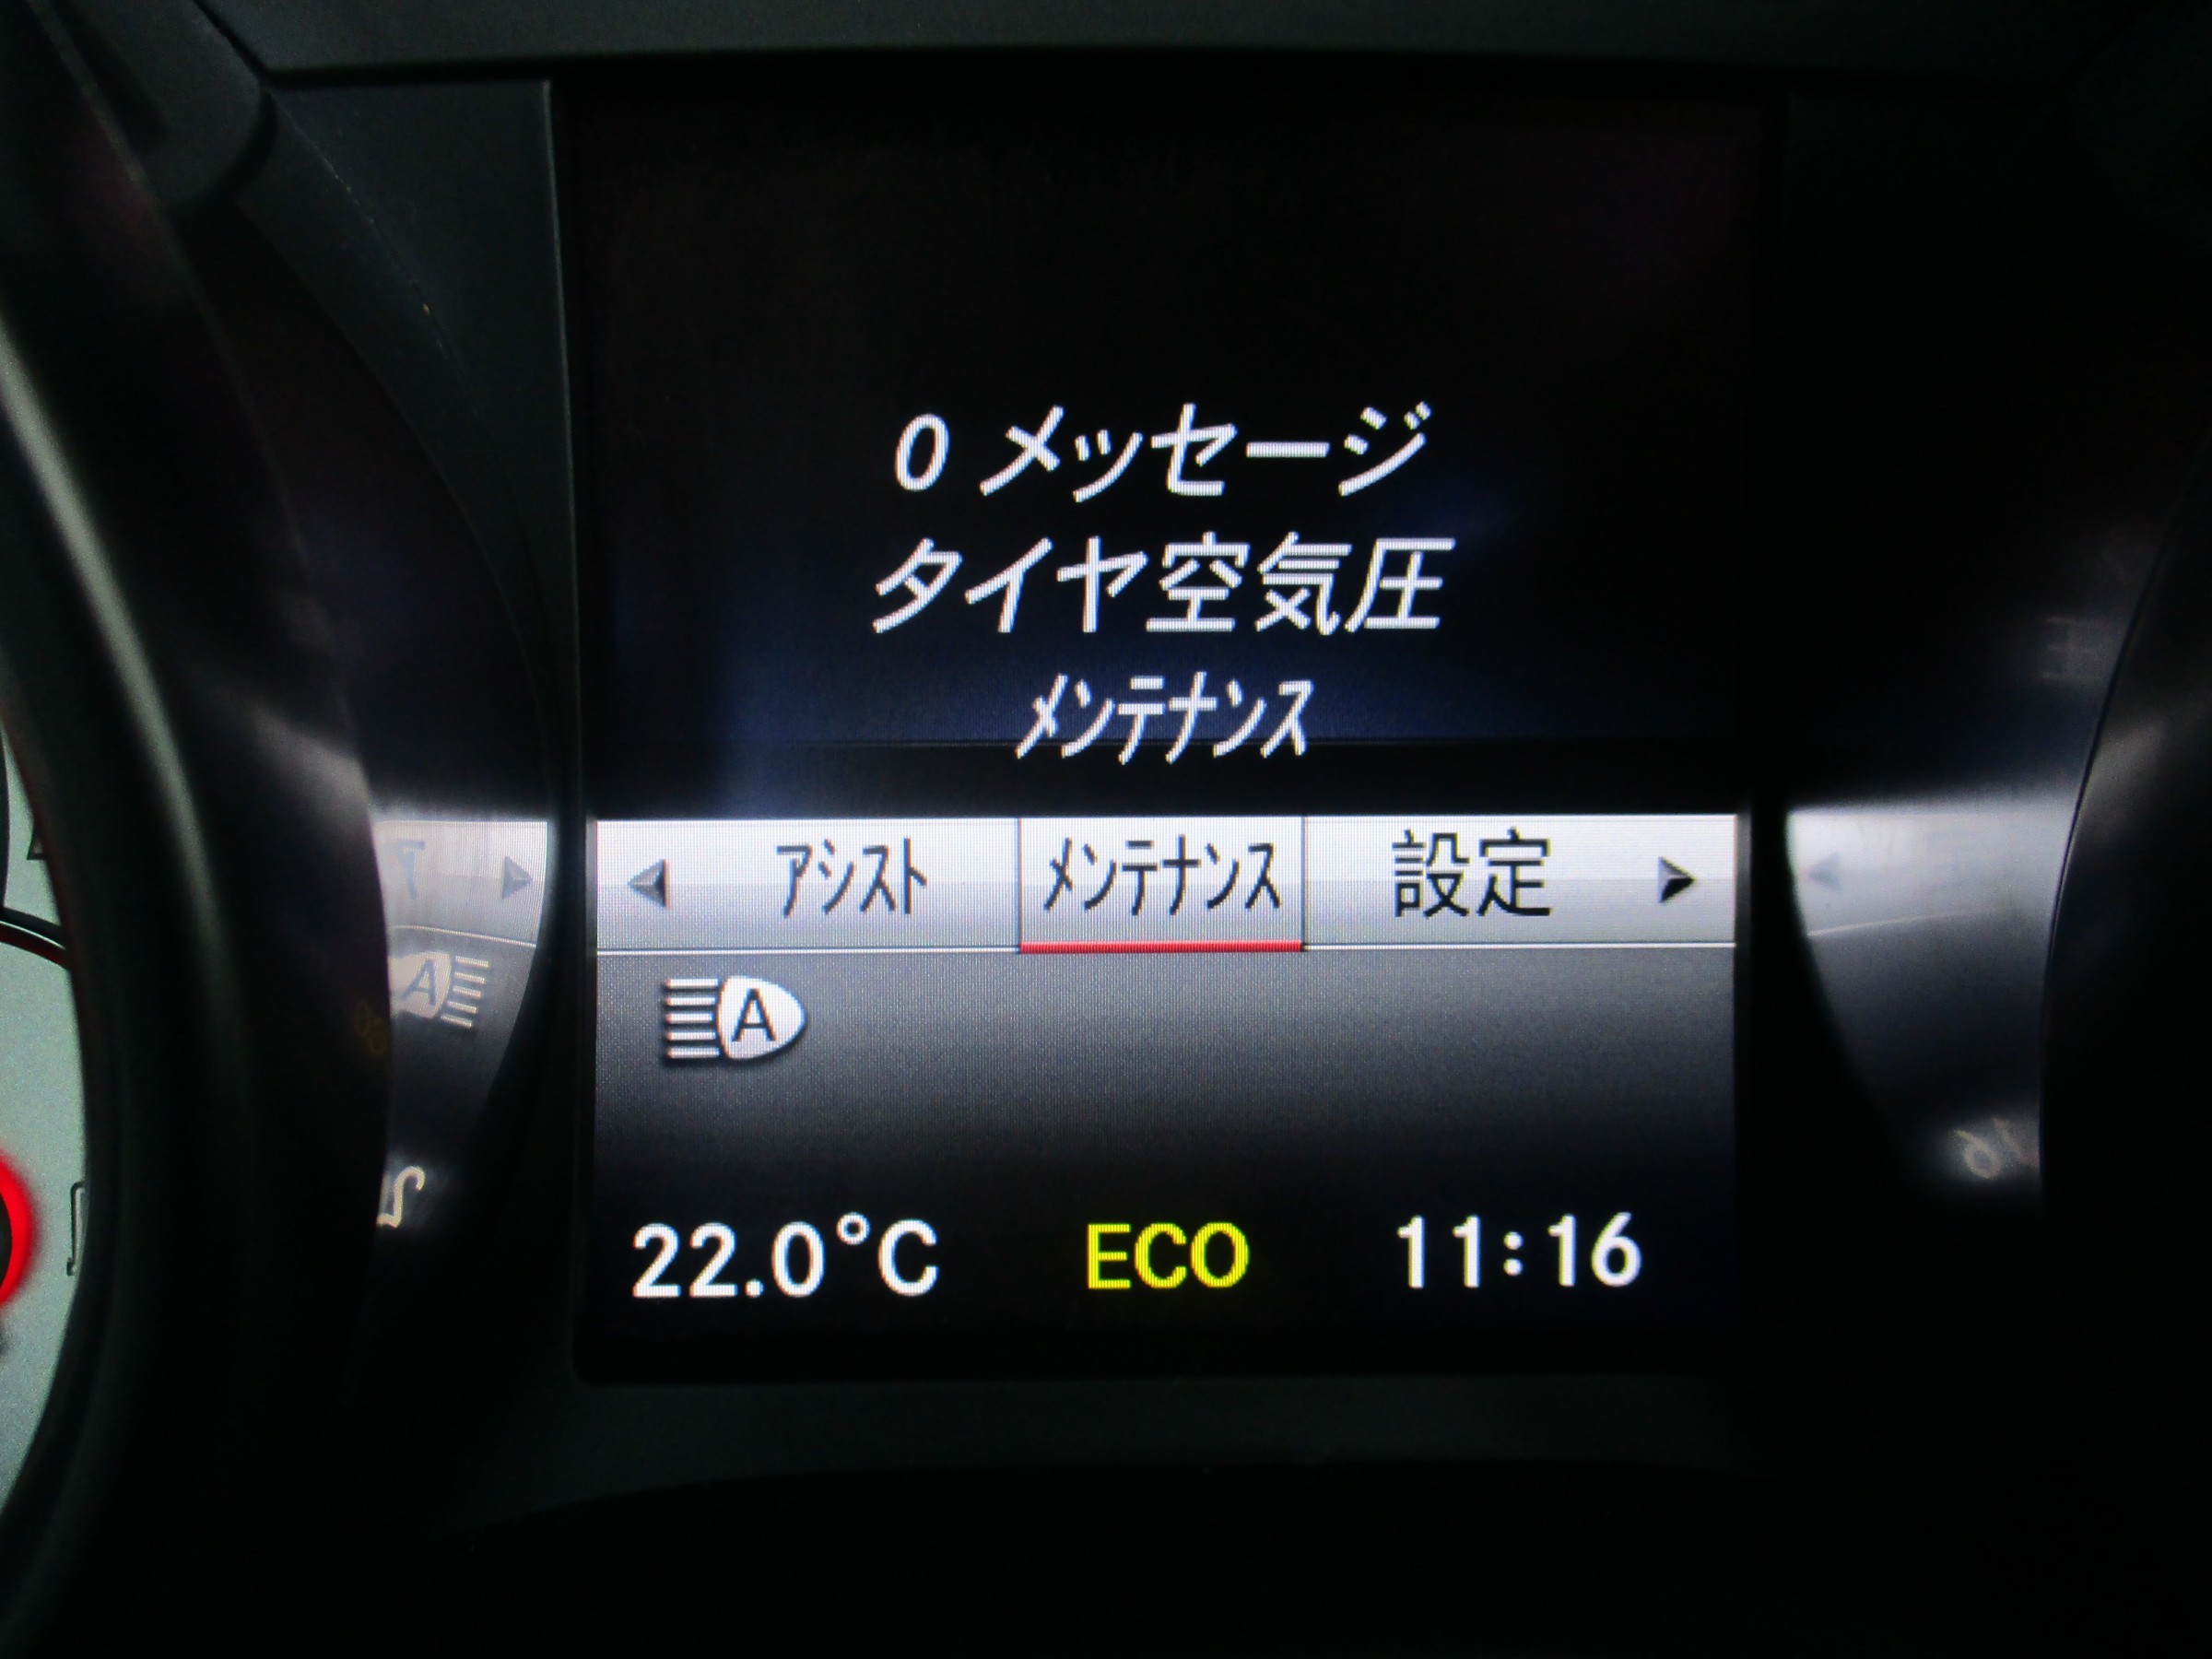 0 メッセージ
タイヤ空気圧
メンテナンス
アシスト メンテナンス 設定
A
22.0°C ECO 11:16